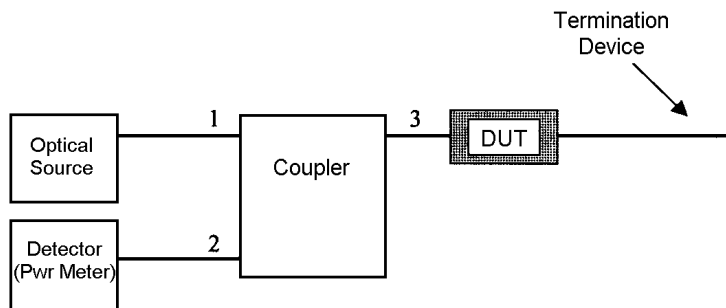 Termination
Device
1
3
Optical
Source
DUT
Coupler
2
Detector
(Pwr Meter)